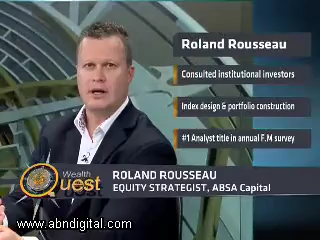 Roland Rousseau
Consulted institutional investors
Index design & portfolio construction
#1 Analyst title in annual F.M survey
Wealth
Quest
ROLAND ROUSSEAU
EQUITY STRATEGIST, ABSA Capital
www.abndigital.com